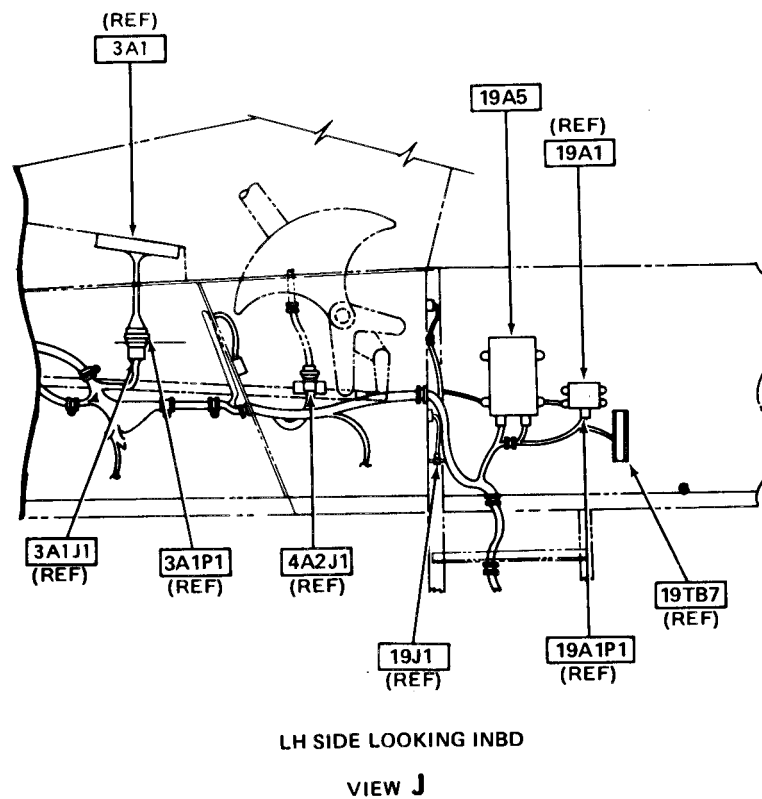 (REF)
3A1
19A5
(REF)
19A1
3A1J1
(REF)
3A1P1
(REF)
4A2J1
(REF)
19J1
(REF)
19A1P1
(REF)
19TB7
(REF)
LH SIDE LOOKING INBD
VIEW J